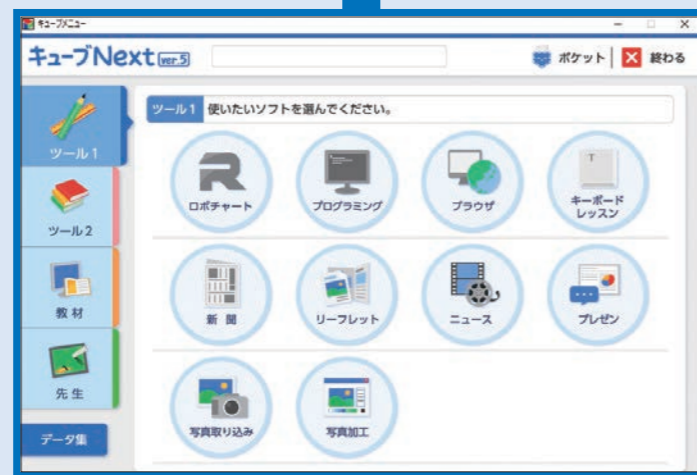 キューブメニュー
キューブNext ver.5
ポケット
終わる
ツール1
ツール2
教材
先生
データ集
ツール1 使いたいソフトを選んでください。
ロボチャート
プログラミング
ブラウザ
T
キーボード
レッスン
新聞
リーフレット
ニュース
プレゼン
写真取り込み
写真加工